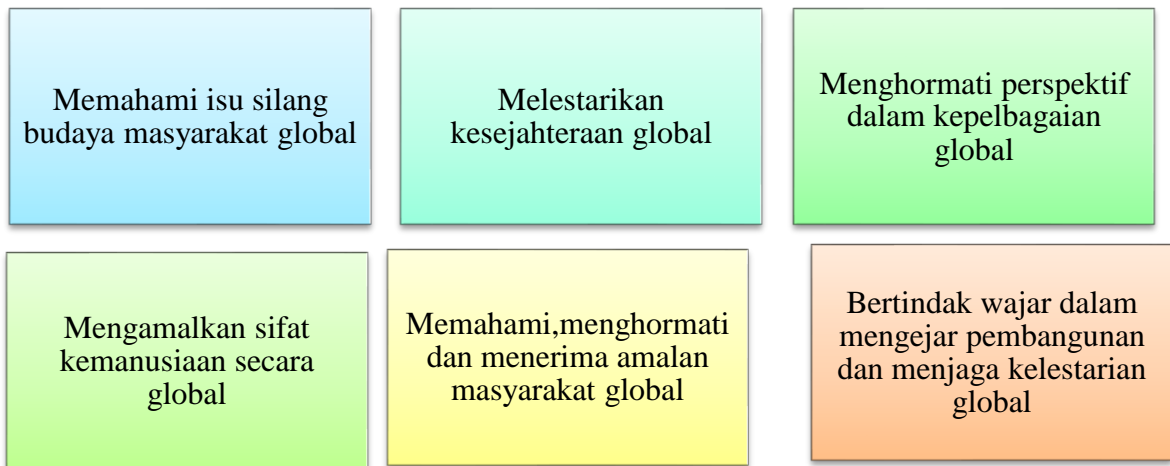 Memahami isu silang
budaya masyarakat global
Melestarikan
kesejahteraan global
Menghormati perspektif
dalam kepelbagaian
global
Mengamalkan sifat
kemanusiaan secara
global
Memahami,menghormati
dan menerima amalan
masyarakat global
Bertindak wajar dalam
mengejar pembangunan
dan menjaga kelestarian
global